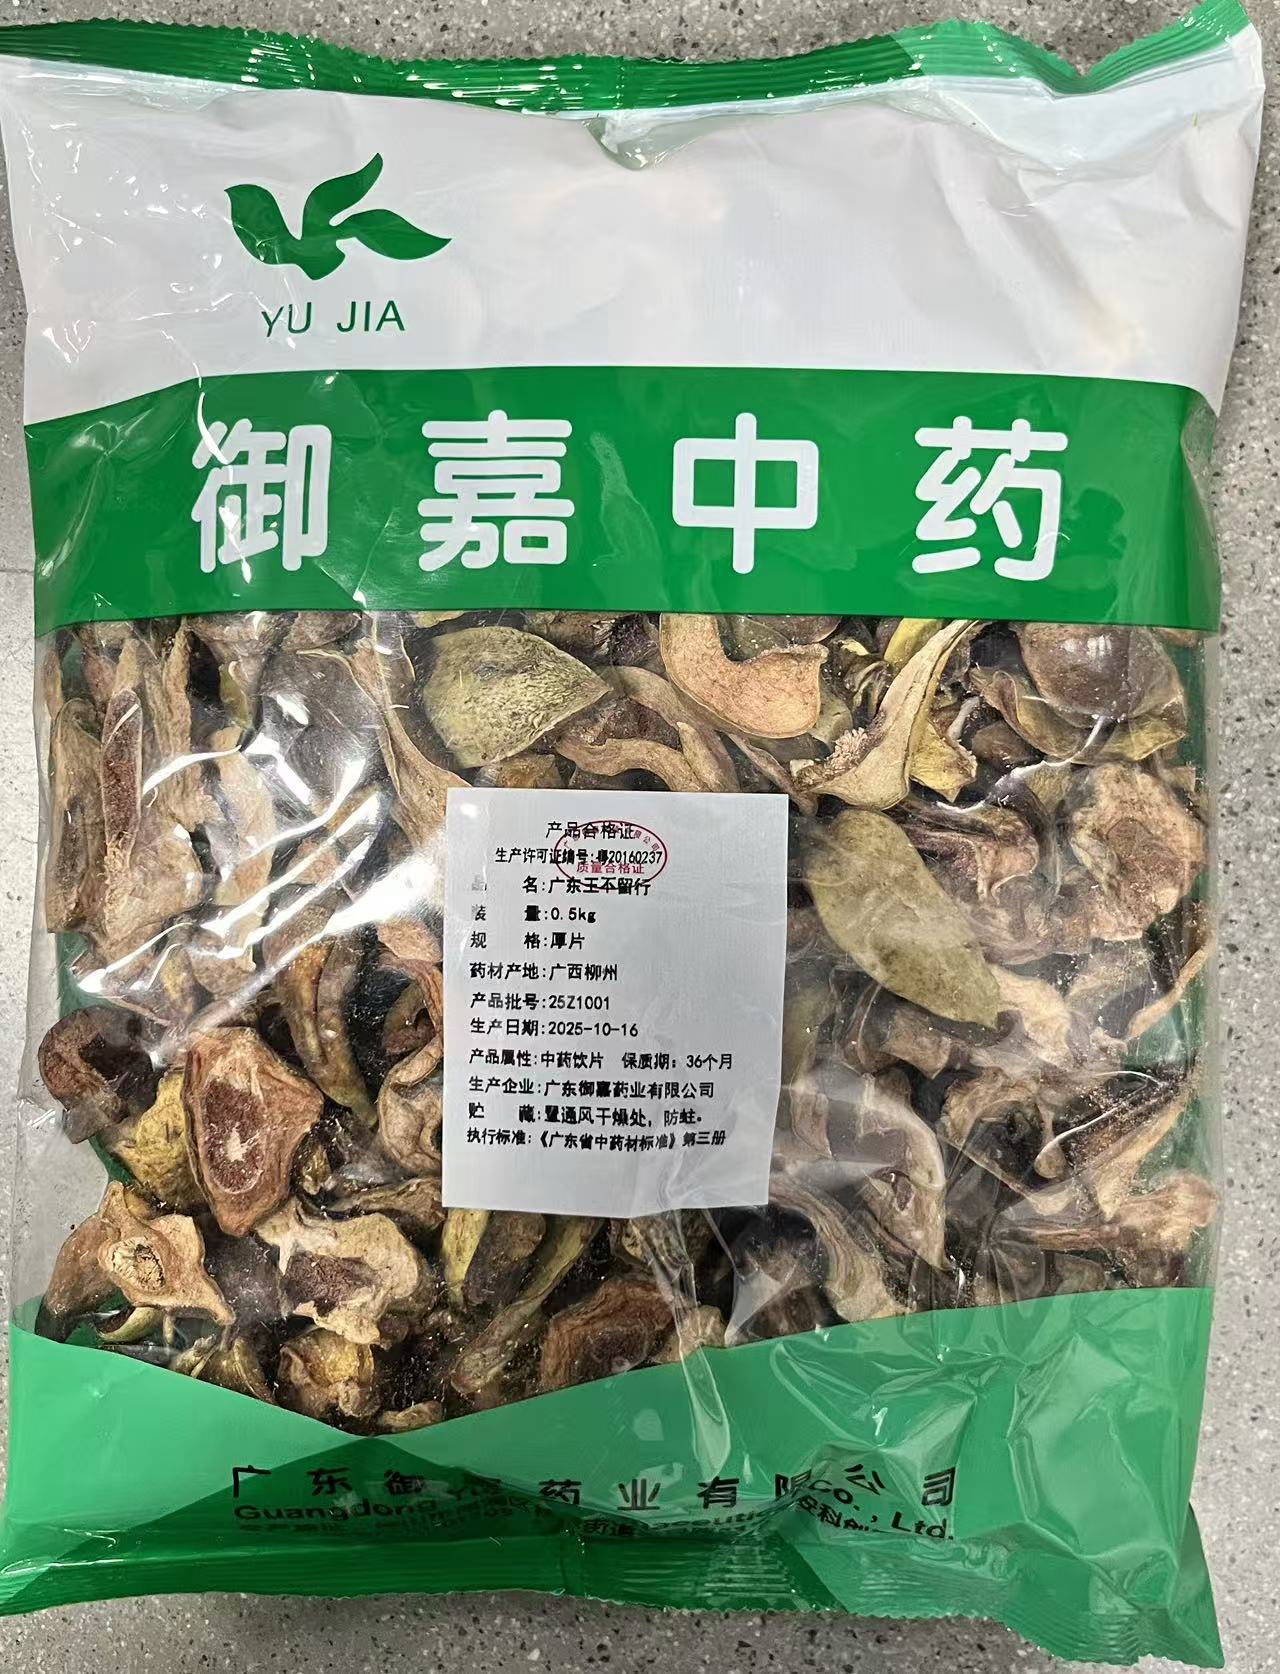 YU JIA
御嘉中药
产品合格证
生产许可证编号:粤20160237
质量合格证
品 名:广东王不留行
装 量:0.5kg
规 格:厚片
药材产地:广西柳州
产品批号:25Z1001
生产日期:2025-10-16
产品属性:中药饮片 保质期: 36个月
生产企业:广东御嘉药业有限公司
贮 藏:置通风干燥处, 防蛀。
执行标准:《广东省中药材标准》第三册
广东御嘉药业有限公司
Guangdong Co., Ltd.